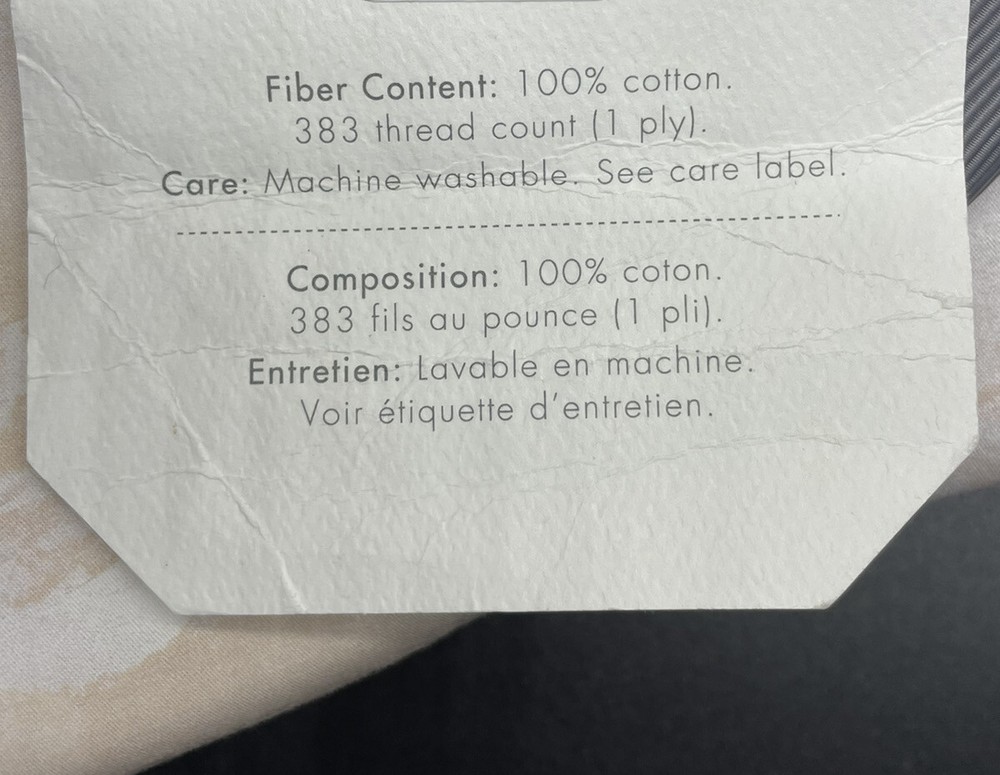 Fiber Content: 100% cotton.
383 thread count (1 ply).
Care: Machine washable. See care label.
Composition: 100% coton.
383 fils au pounce (1 pli).
Entretien: Lavable en machine.
Voir étiquette d'entretien.